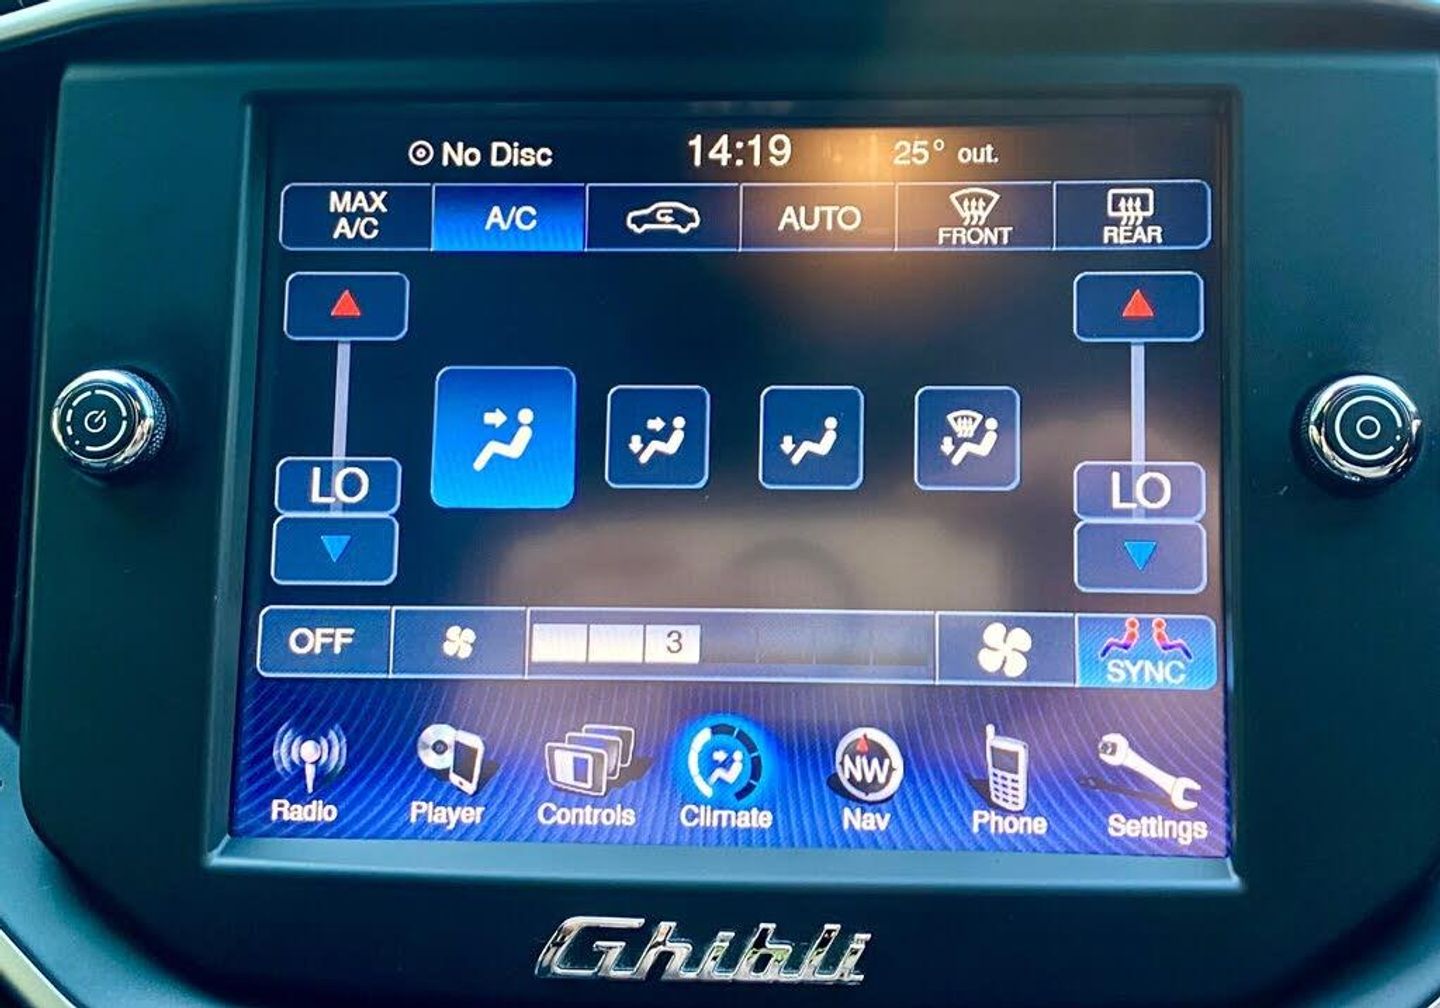 No Disc 14:19 25° out.
MAX A/C A/C AUTO FRONT REAR
LO LO
OFF 3 SYNC
Radio Player Controls Climate NW Nav Phone Settings
Ghibli